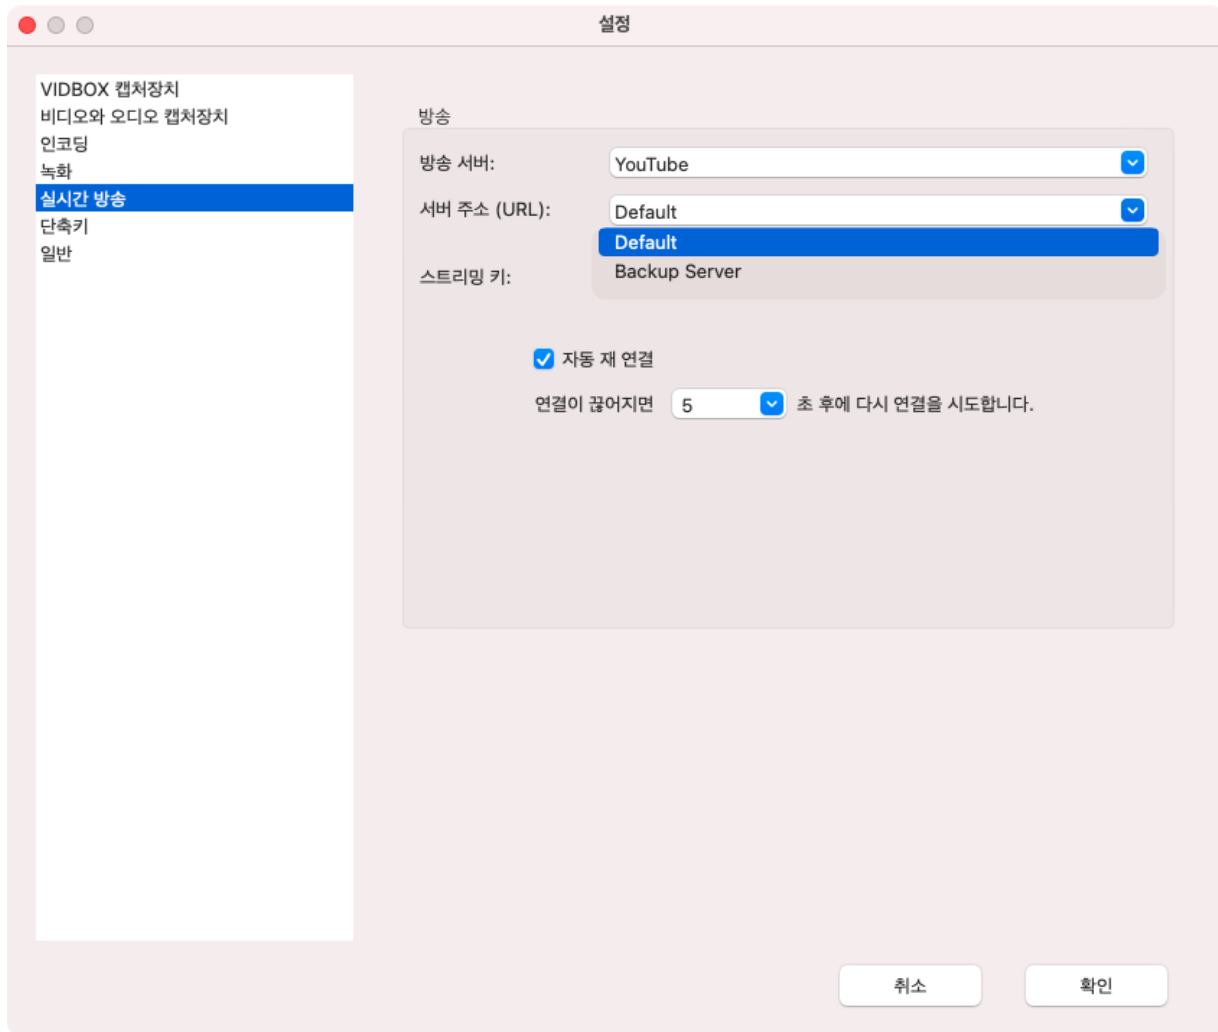 설정
VIDBOX 캡처장치
비디오와 오디오 캡처장치
인코딩
녹화
실시간 방송
단축키
일반
방송
방송 서버: YouTube
서버 주소 (URL): Default
Default
Backup Server
스트리밍 키:
자동 재 연결
연결이 끊어지면 5 초 후에 다시 연결을 시도합니다.
취소 확인